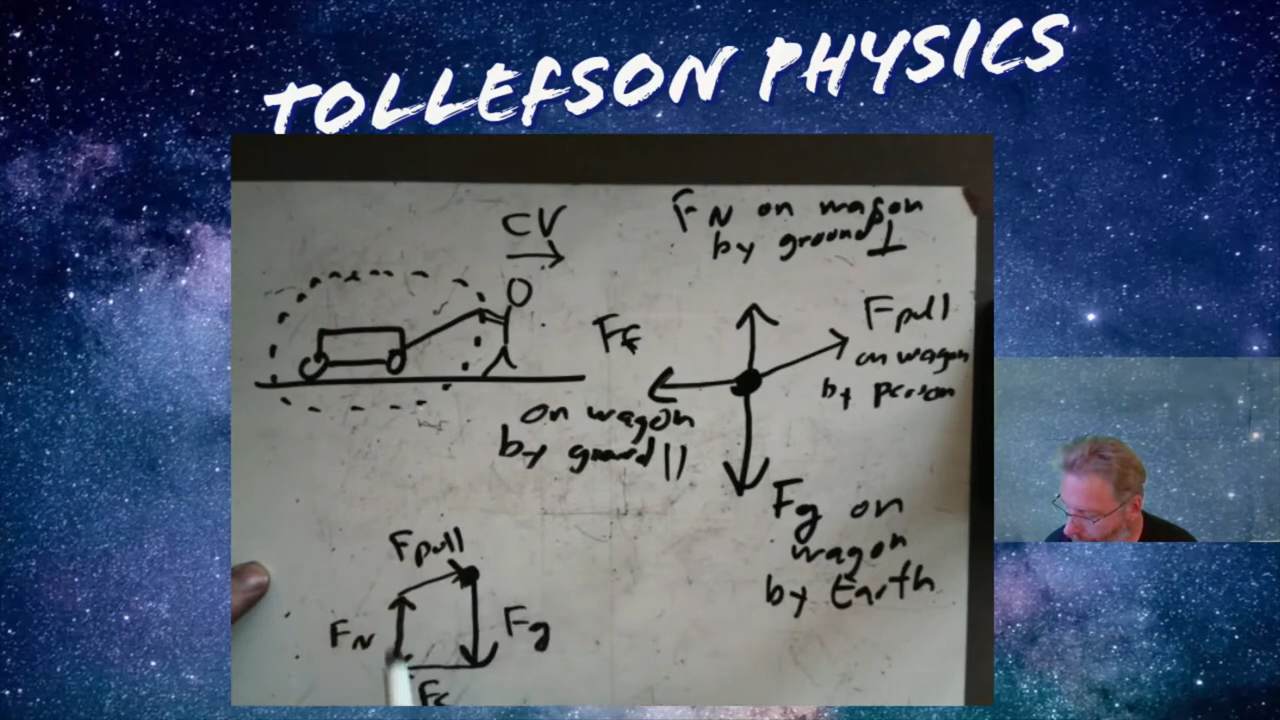 TOLLEFSON PHYSICS
CV
FN on wagon
by ground ⊥
Fpull
on wagon
by person
Ff
on wagon
by ground ||
Fg on
wagon
by Earth
Fpull
FN
Fg